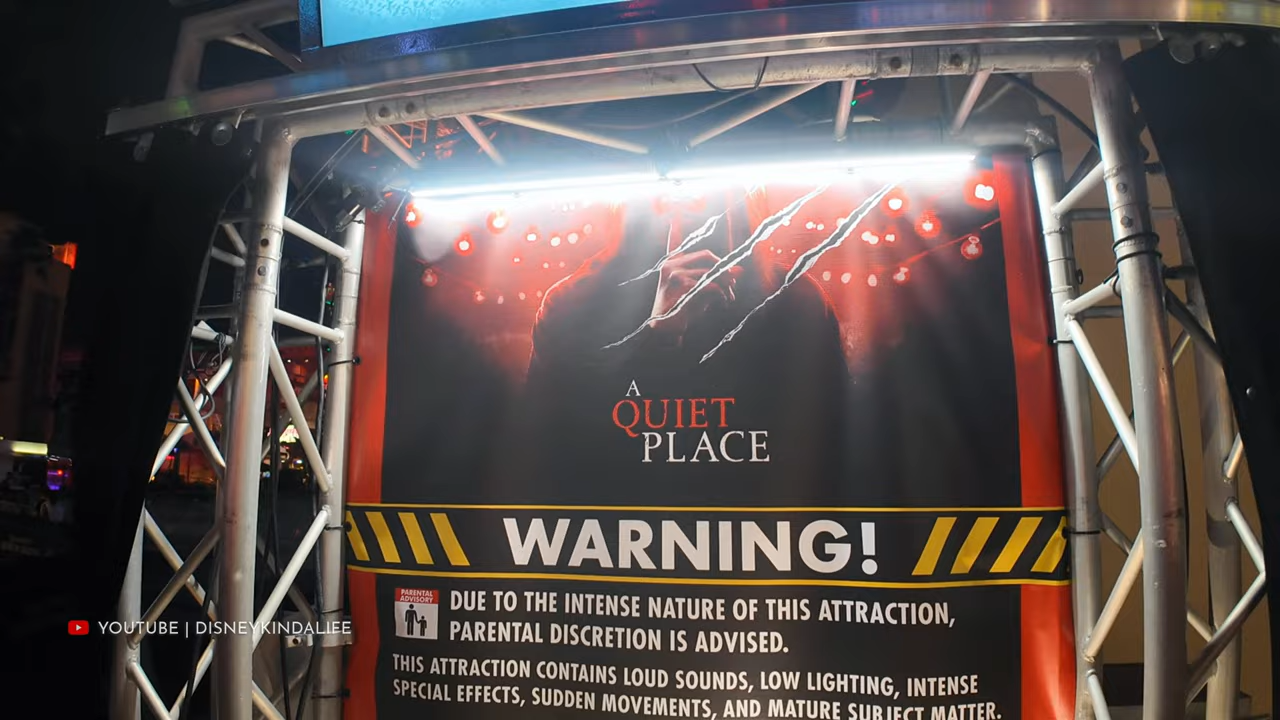 A
QUIET
PLACE
WARNING!
PARENTAL
ADVISORY
DUE TO THE INTENSE NATURE OF THIS ATTRACTION,
PARENTAL DISCRETION IS ADVISED.
THIS ATTRACTION CONTAINS LOUD SOUNDS, LOW LIGHTING, INTENSE
SPECIAL EFFECTS, SUDDEN MOVEMENTS, AND MATURE SUBJECT MATTER.
YOUTUBE | DISNEYKINDALIFE